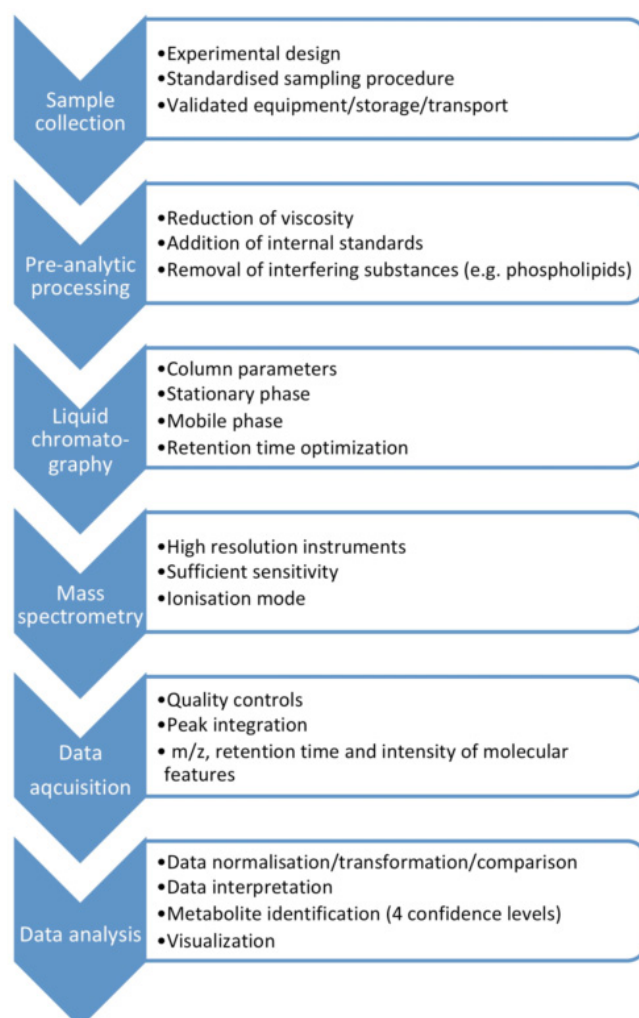 Sample
collection
•Experimental design
•Standardised sampling procedure
•Validated equipment/storage/transport
Pre-analytic
processing
•Reduction of viscosity
•Addition of internal standards
•Removal of interfering substances (e.g. phospholipids)
Liquid
chromato-
graphy
•Column parameters
•Stationary phase
•Mobile phase
•Retention time optimization
Mass
spectrometry
•High resolution instruments
•Sufficient sensitivity
•Ionisation mode
Data
aqcuisition
•Quality controls
•Peak integration
• m/z, retention time and intensity of molecular
features
Data analysis
•Data normalisation/transformation/comparison
•Data interpretation
•Metabolite identification (4 confidence levels)
•Visualization